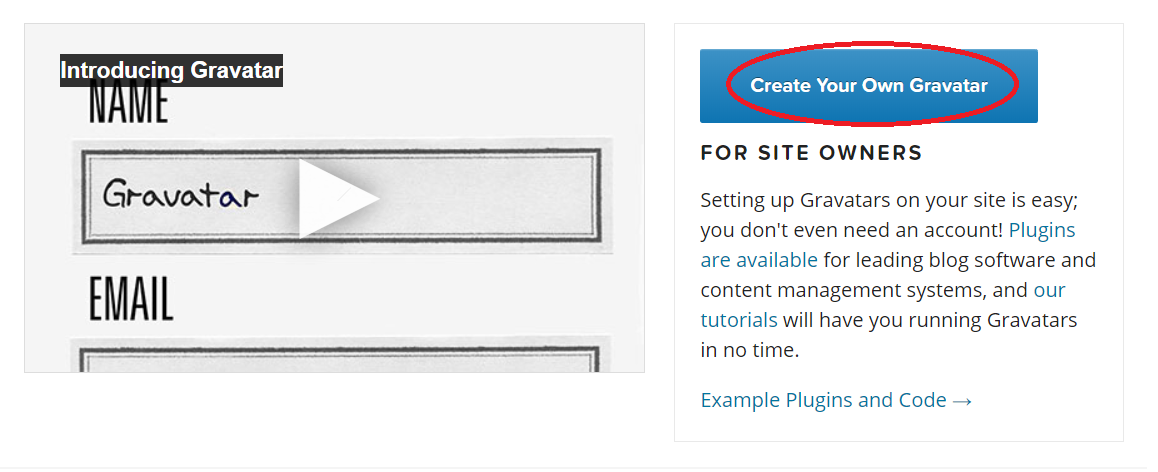 Introducing Gravatar
NAME
Gravatar
EMAIL
Create Your Own Gravatar
FOR SITE OWNERS
Setting up Gravatars on your site is easy;
you don't even need an account! Plugins
are available for leading blog software and
content management systems, and our
tutorials will have you running Gravatars
in no time.
Example Plugins and Code →